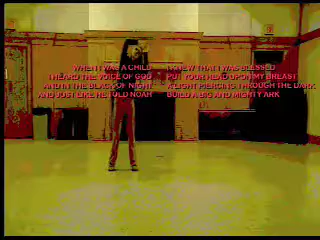 WHEN I WAS A CHILD
I HEARD THE VOICE OF GOD
AND IN THE BLACK OF NIGHT
AND JUST LIKE HE TOLD NOAH
I KNEW THAT I WAS BLESSED
PUT YOUR HEAD UPON MY BREAST
A LIGHT PIERCING THROUGH THE DARK
BUILD A BIG AND MIGHTY ARK